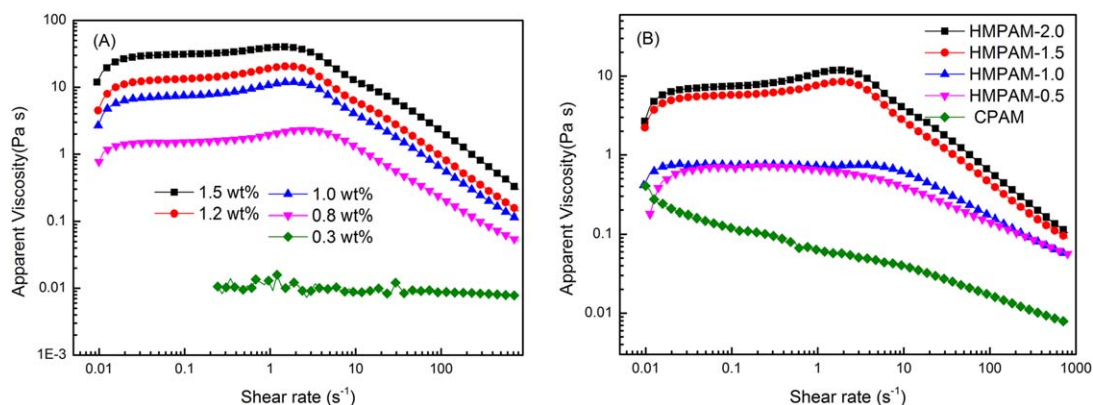 (A)
Apparent Viscosity(Pa s)
100
10
1
0.1
0.01
1E-3
1.5 wt%
1.2 wt%
1.0 wt%
0.8 wt%
0.3 wt%
0.01 0.1 1 10 100
Shear rate (s⁻¹)
(B)
Apparent Viscosity(Pa s)
100
10
1
0.1
0.01
HMPAM-2.0
HMPAM-1.5
HMPAM-1.0
HMPAM-0.5
CPAM
0.01 0.1 1 10 100 1000
Shear rate (s⁻¹)